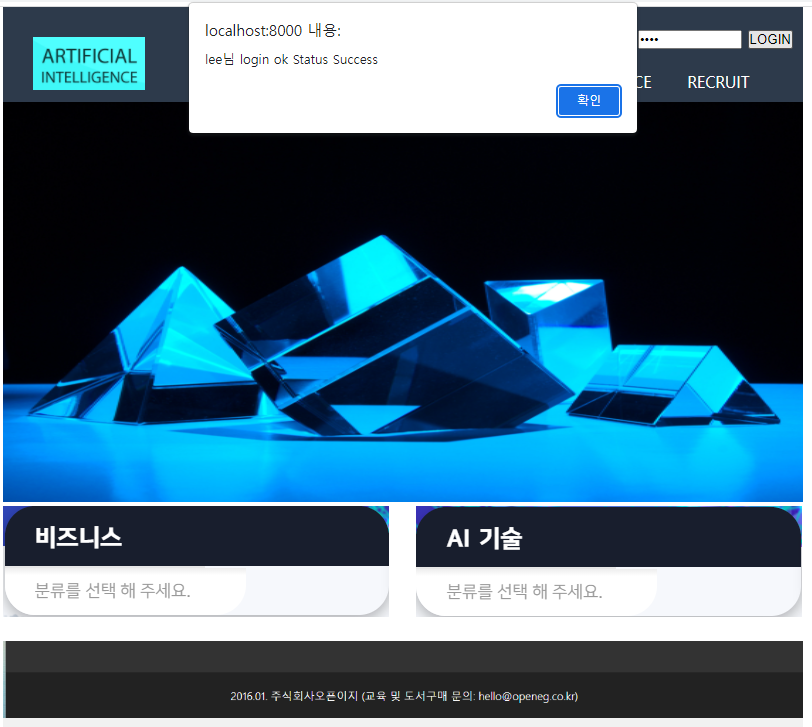 localhost:8000 내용:
lee님 login ok Status Success
확인
ARTIFICIAL
INTELLIGENCE
•••• LOGIN
CE RECRUIT
비즈니스
분류를 선택 해 주세요.
AI 기술
분류를 선택 해 주세요.
2016.01. 주식회사오픈이지 (교육 및 도서구매 문의: hello@openeg.co.kr)